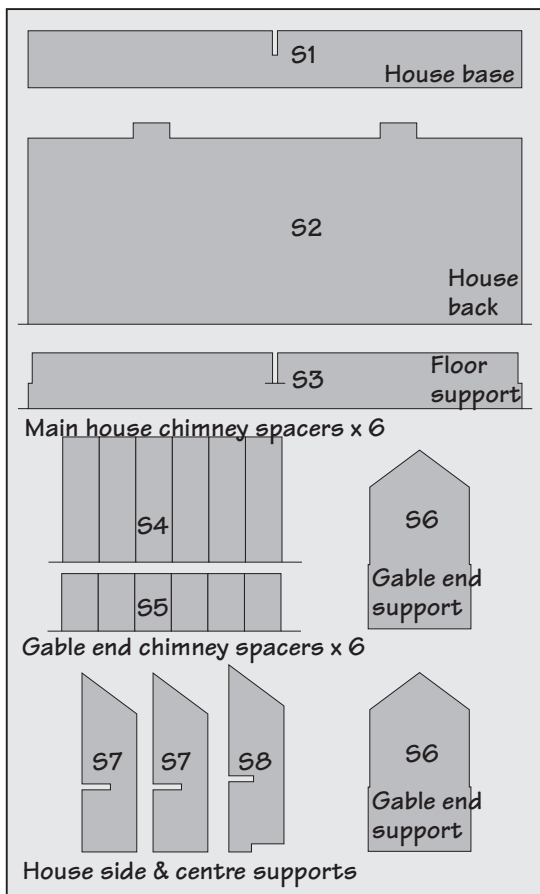 S1
House base
S2
House
back
S3
Floor
support
Main house chimney spacers x 6
S4
S6
Gable end
support
S5
Gable end chimney spacers x 6
S7
S7
S8
S6
Gable end
support
House side & centre supports